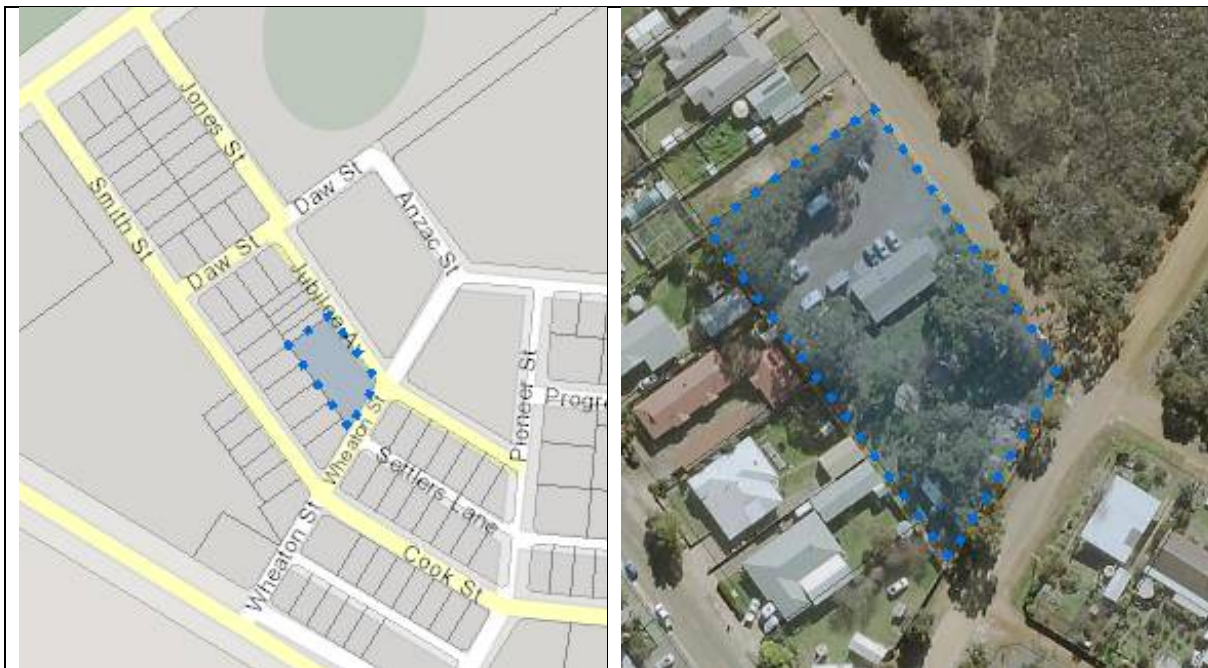 Jones St
Smith St
Daw St
Anzac St
Daw St
Jubilee Av
Pioneer St
Progre
Wheaton St
Settlers Lane
Wheaton St
Cook St